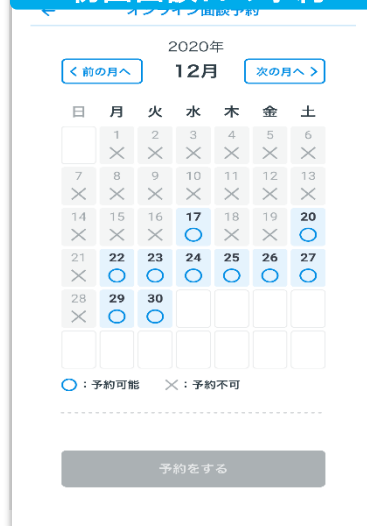 オンライン面談予約
2020年
< 前の月へ 12月 次の月へ >
日 月 火 水 木 金 土
1 2 3 4 5 6
7 8 9 10 11 12 13
14 15 16 17 18 19 20
21 22 23 24 25 26 27
28 29 30
○：予約可能 ×：予約不可
予約をする